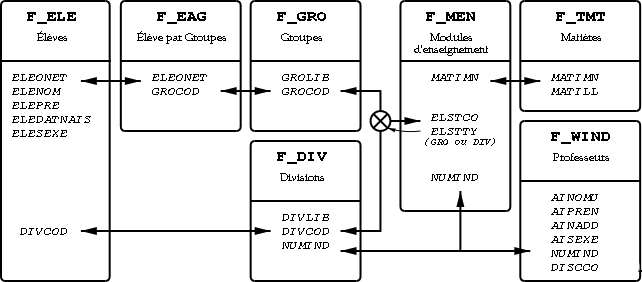 F_ELE
Élèves
ELEONET
ELENOM
ELEPRE
ELEDATNAIS
ELESEXE
DIVCOD
F_EAG
Élève par Groupes
ELEONET
GROCOD
F_GRO
Groupes
GROLIB
GROCOD
F_DIV
Divisions
DIVLIB
DIVCOD
NUMIND
F_MEN
Modules
d'enseignement
MATIMN
ELSTCO
ELSTTY
(GRO ou DIV)
NUMIND
F_TMT
Matières
MATIMN
MATILL
F_WIND
Professeurs
AINOMU
AIPREN
AINADD
AISEXE
NUMIND
DISCCO